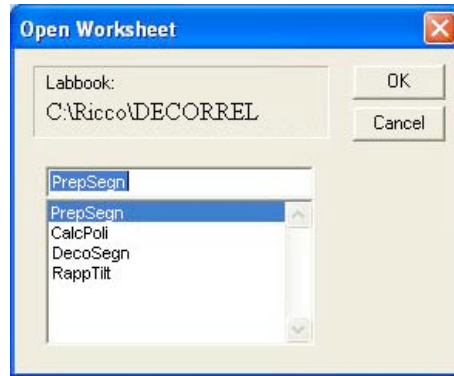 Open Worksheet
Labbook:
C:\Ricco\DECORREL
OK
Cancel
PrepSegn
PrepSegn
CalcPoli
DecoSegn
RappTilt